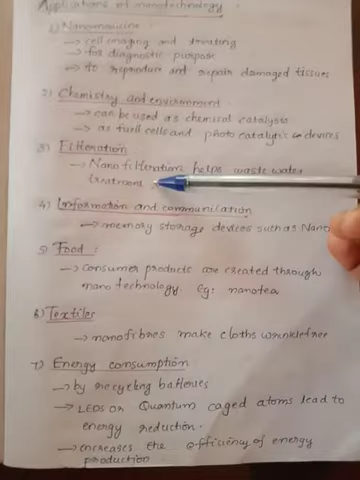 Applications of nanotechnology.
1) Nanomedicine
→ cell imaging and treating
→ for diagnostic purpose
→ to reproduce and repair damaged tissues
2) Chemistry and environment
→ can be used as chemical catalysts
→ as fuell cells and photo catalytic devices
3) Filteration:
→ Nano filteration helps waste water
treatment
4) Information and communication
→ memory storage devices such as Nant
5) Food:
→ consumer products are created through
nano technology. Eg: nanotea
6) Textiles
→ nanofibres make cloths wrinklefree
7) Energy consumption
→ by recycling batteries
→ LEDs or Quantum caged atoms lead to
energy reduction.
→ increases the efficiency of energy
production